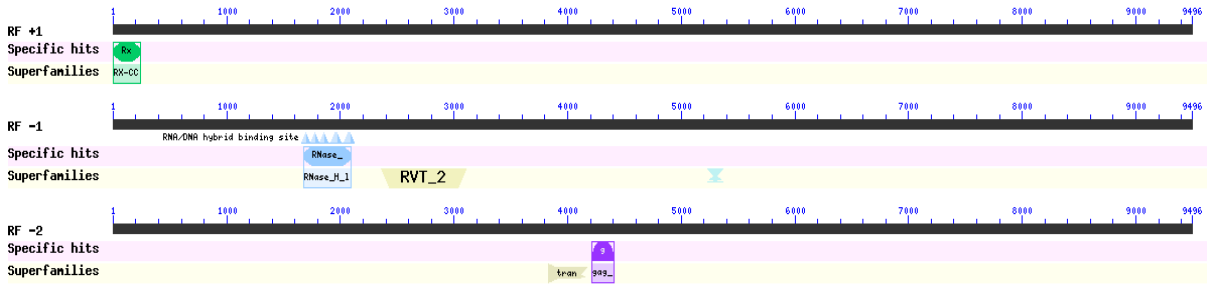 1 1000 2000 3000 4000 5000 6000 7000 8000 9000 9496
RF +1
Specific hits Rx
Superfamilies RX-CC
1 1000 2000 3000 4000 5000 6000 7000 8000 9000 9496
RF -1
RNA/DNA hybrid binding site
Specific hits RNase_
Superfamilies RNase_H_1 RVT_2
1 1000 2000 3000 4000 5000 6000 7000 8000 9000 9496
RF -2
Specific hits g
Superfamilies tran gag_